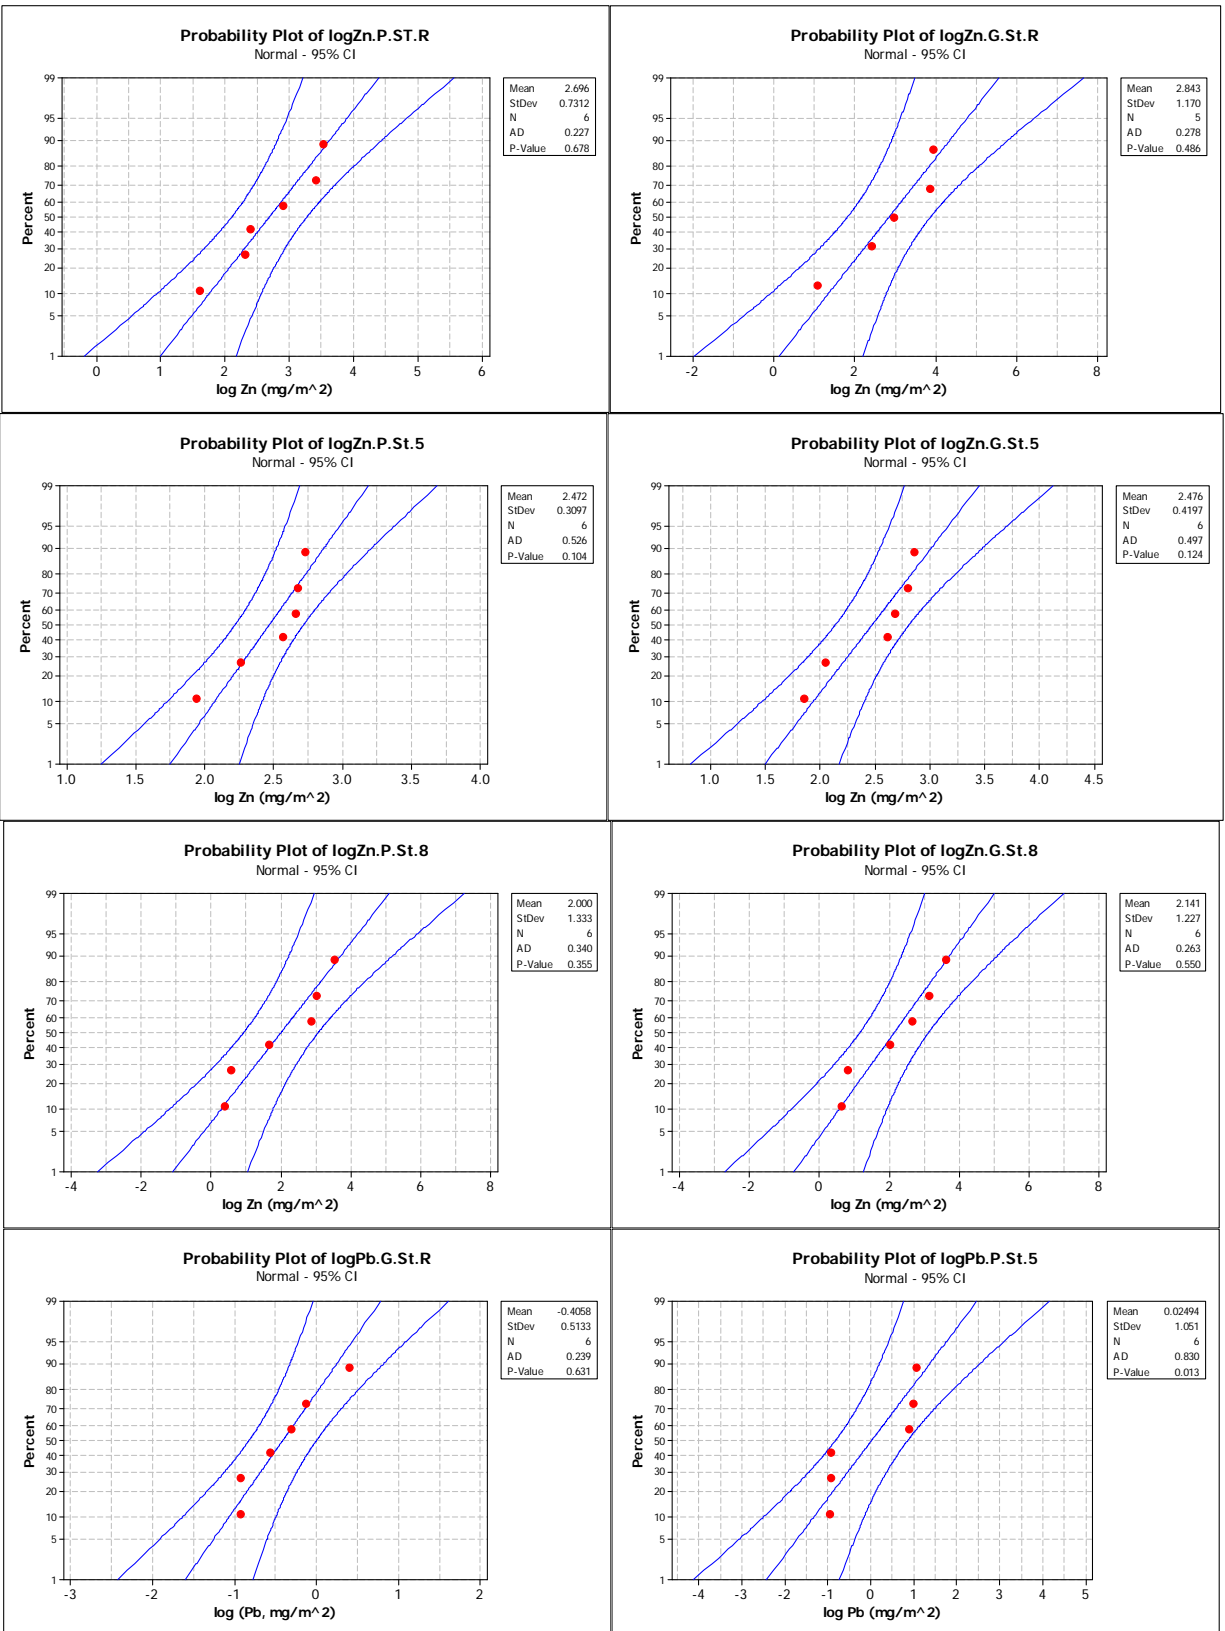 Probability Plot of logZn.P.ST.R
Normal - 95% CI
99
95
90
80
70
60
50
40
30
20
10
5
1
Percent
0 1 2 3 4 5 6
log Zn (mg/m^2)
Mean 2.696
StDev 0.7312
N 6
AD 0.227
P-Value 0.678
Probability Plot of logZn.G.St.R
Normal - 95% CI
99
95
90
80
70
60
50
40
30
20
10
5
1
Percent
-2 0 2 4 6 8
log Zn (mg/m^2)
Mean 2.843
StDev 1.170
N 5
AD 0.278
P-Value 0.486
Probability Plot of logZn.P.St.5
Normal - 95% CI
99
95
90
80
70
60
50
40
30
20
10
5
1
Percent
1.0 1.5 2.0 2.5 3.0 3.5 4.0
log Zn (mg/m^2)
Mean 2.472
StDev 0.3097
N 6
AD 0.526
P-Value 0.104
Probability Plot of logZn.G.St.5
Normal - 95% CI
99
95
90
80
70
60
50
40
30
20
10
5
1
Percent
1.0 1.5 2.0 2.5 3.0 3.5 4.0 4.5
log Zn (mg/m^2)
Mean 2.476
StDev 0.4197
N 6
AD 0.497
P-Value 0.124
Probability Plot of logZn.P.St.8
Normal - 95% CI
99
95
90
80
70
60
50
40
30
20
10
5
1
Percent
-4 -2 0 2 4 6 8
log Zn (mg/m^2)
Mean 2.000
StDev 1.333
N 6
AD 0.340
P-Value 0.355
Probability Plot of logZn.G.St.8
Normal - 95% CI
99
95
90
80
70
60
50
40
30
20
10
5
1
Percent
-4 -2 0 2 4 6 8
log Zn (mg/m^2)
Mean 2.141
StDev 1.227
N 6
AD 0.263
P-Value 0.550
Probability Plot of logPb.G.St.R
Normal - 95% CI
99
95
90
80
70
60
50
40
30
20
10
5
1
Percent
-3 -2 -1 0 1 2
log (Pb, mg/m^2)
Mean -0.4058
StDev 0.5133
N 6
AD 0.239
P-Value 0.631
Probability Plot of logPb.P.St.5
Normal - 95% CI
99
95
90
80
70
60
50
40
30
20
10
5
1
Percent
-4 -3 -2 -1 0 1 2 3 4 5
log Pb (mg/m^2)
Mean 0.02494
StDev 1.051
N 6
AD 0.830
P-Value 0.013